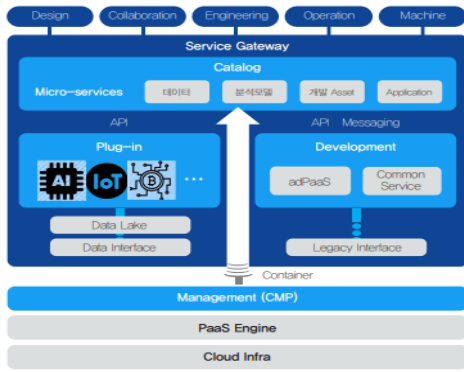 Design Collaboration Engineering Operation Machine
Service Gateway
Catalog
Micro-services 데이터 분석모델 개발 Asset Application
API API Messaging
Plug-in Development
AI IoT B ... adPaaS Common
Service
Data Lake
Data Interface Legacy Interface
Container
Management (CMP)
PaaS Engine
Cloud Infra